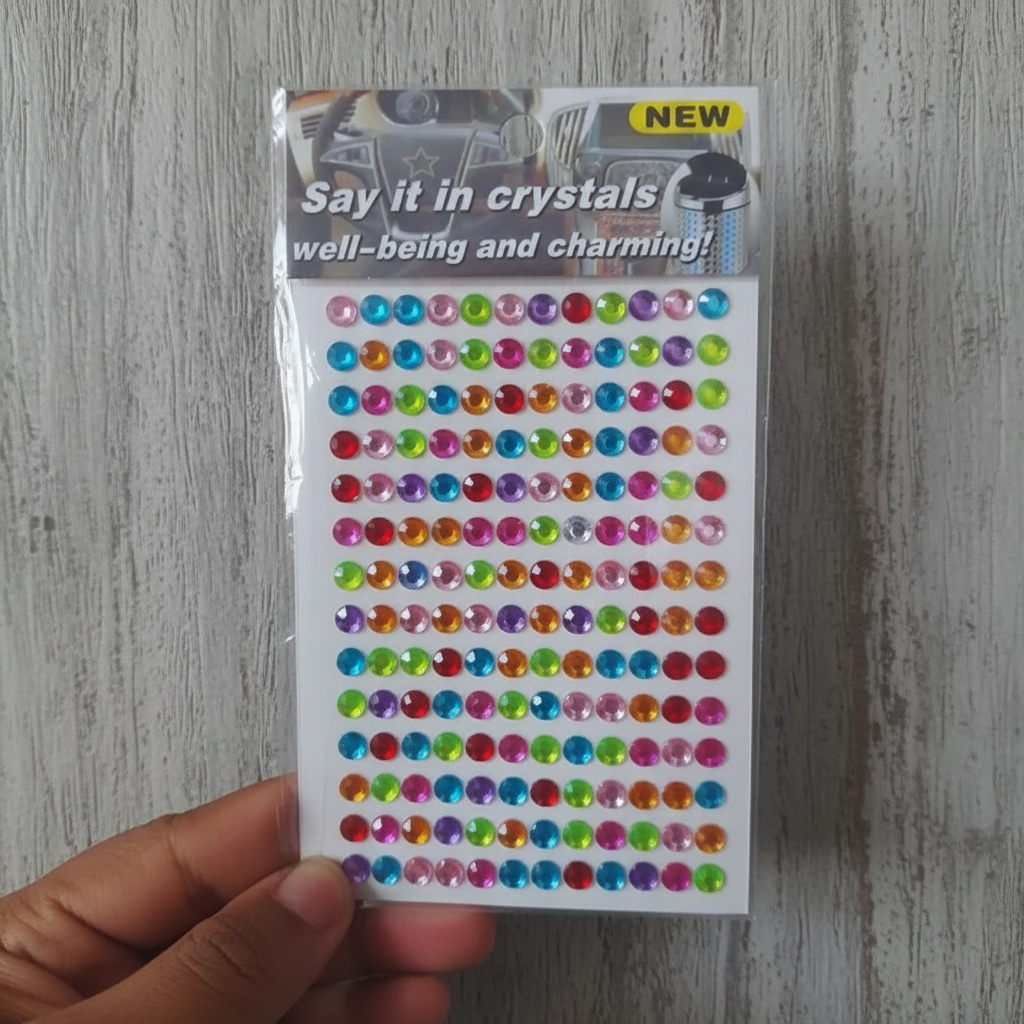 NEW
Say it in crystals
well-being and charming!